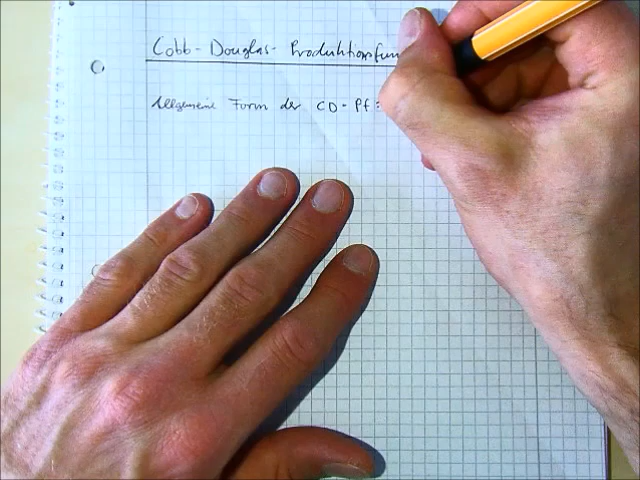 Cobb-Douglas-Produktionsfun
Allgemeine Form der CD-Pf: